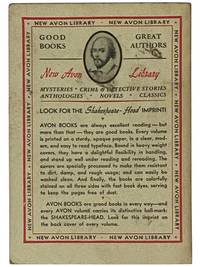 NEW AVON LIBRARY
GOOD BOOKS
GREAT AUTHORS
New Avon Library
MYSTERIES • CRIME & DETECTIVE STORIES
ANTHOLOGIES • NOVELS • CLASSICS
LOOK FOR THE Shakespeare-Head IMPRINT!
AVON BOOKS are always excellent reading — but
more than that — they are good books. Every volume
is printed on a sturdy, opaque paper, in a clear, mod-
ern, and easy to read typeface. Bound in heavy weight
covers, they have a delightful flexibility in handling,
and stand up well under reading and rereading. The
covers are specially processed to make them resistant
to dirt, damp, and rough usage; and can easily be
washed clean. And finally, the books are colorfully
stained on all three sides with fast book dyes, serving
to keep the pages free of dust.
AVON BOOKS are grand books in every way — and
every AVON volume carries its distinctive hall-mark:
the SHAKESPEARE-HEAD. Look for this imprint on
the back cover of every volume.
NEW AVON LIBRARY